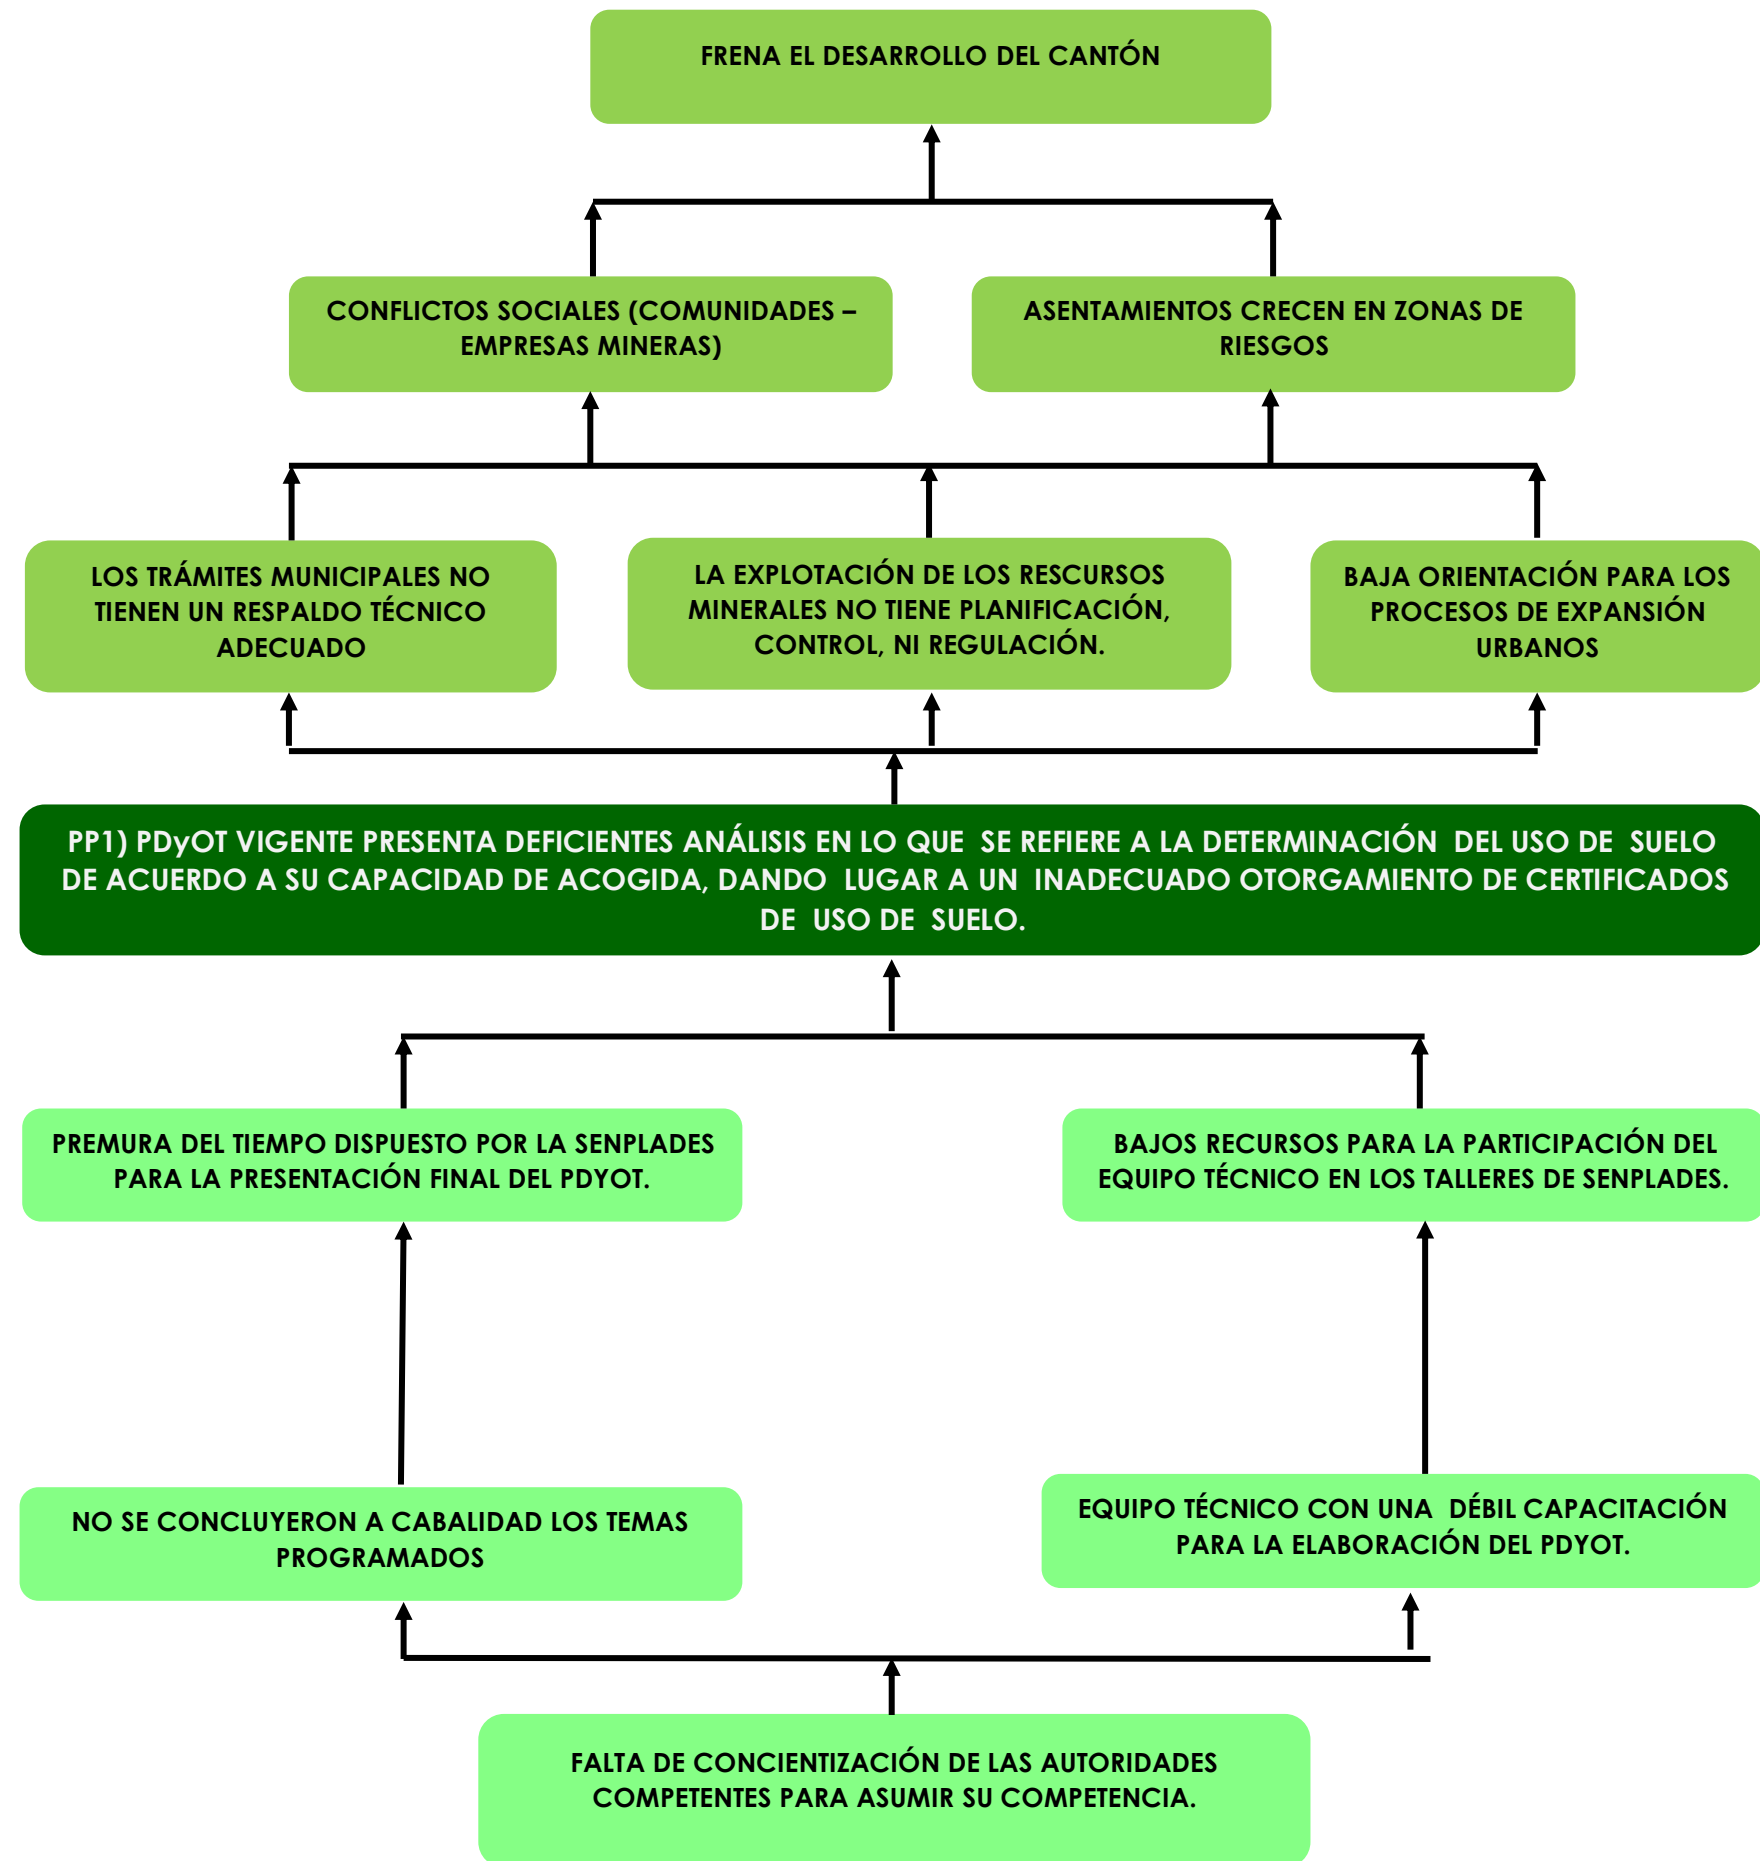 FRENA EL DESARROLLO DEL CANTÓN
CONFLICTOS SOCIALES (COMUNIDADES –
EMPRESAS MINERAS)
ASENTAMIENTOS CRECEN EN ZONAS DE
RIESGOS
LOS TRÁMITES MUNICIPALES NO
TIENEN UN RESPALDO TÉCNICO
ADECUADO
LA EXPLOTACIÓN DE LOS RESCURSOS
MINERALES NO TIENE PLANIFICACIÓN,
CONTROL, NI REGULACIÓN.
BAJA ORIENTACIÓN PARA LOS
PROCESOS DE EXPANSIÓN
URBANOS
PP1) PDyOT VIGENTE PRESENTA DEFICIENTES ANÁLISIS EN LO QUE SE REFIERE A LA DETERMINACIÓN DEL USO DE SUELO
DE ACUERDO A SU CAPACIDAD DE ACOGIDA, DANDO LUGAR A UN INADECUADO OTORGAMIENTO DE CERTIFICADOS
DE USO DE SUELO.
PREMURA DEL TIEMPO DISPUESTO POR LA SENPLADES
PARA LA PRESENTACIÓN FINAL DEL PDYOT.
BAJOS RECURSOS PARA LA PARTICIPACIÓN DEL
EQUIPO TÉCNICO EN LOS TALLERES DE SENPLADES.
NO SE CONCLUYERON A CABALIDAD LOS TEMAS
PROGRAMADOS
EQUIPO TÉCNICO CON UNA DÉBIL CAPACITACIÓN
PARA LA ELABORACIÓN DEL PDYOT.
FALTA DE CONCIENTIZACIÓN DE LAS AUTORIDADES
COMPETENTES PARA ASUMIR SU COMPETENCIA.